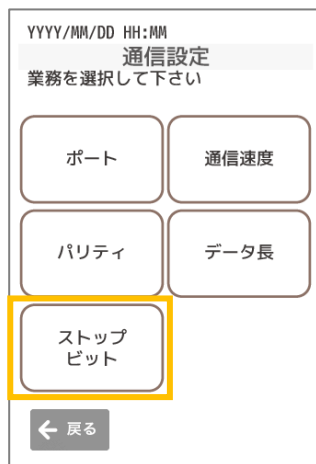 YYYY/MM/DD HH:MM
通信設定
業務を選択して下さい
ポート
通信速度
パリティ
データ長
ストップ
ビット
戻る